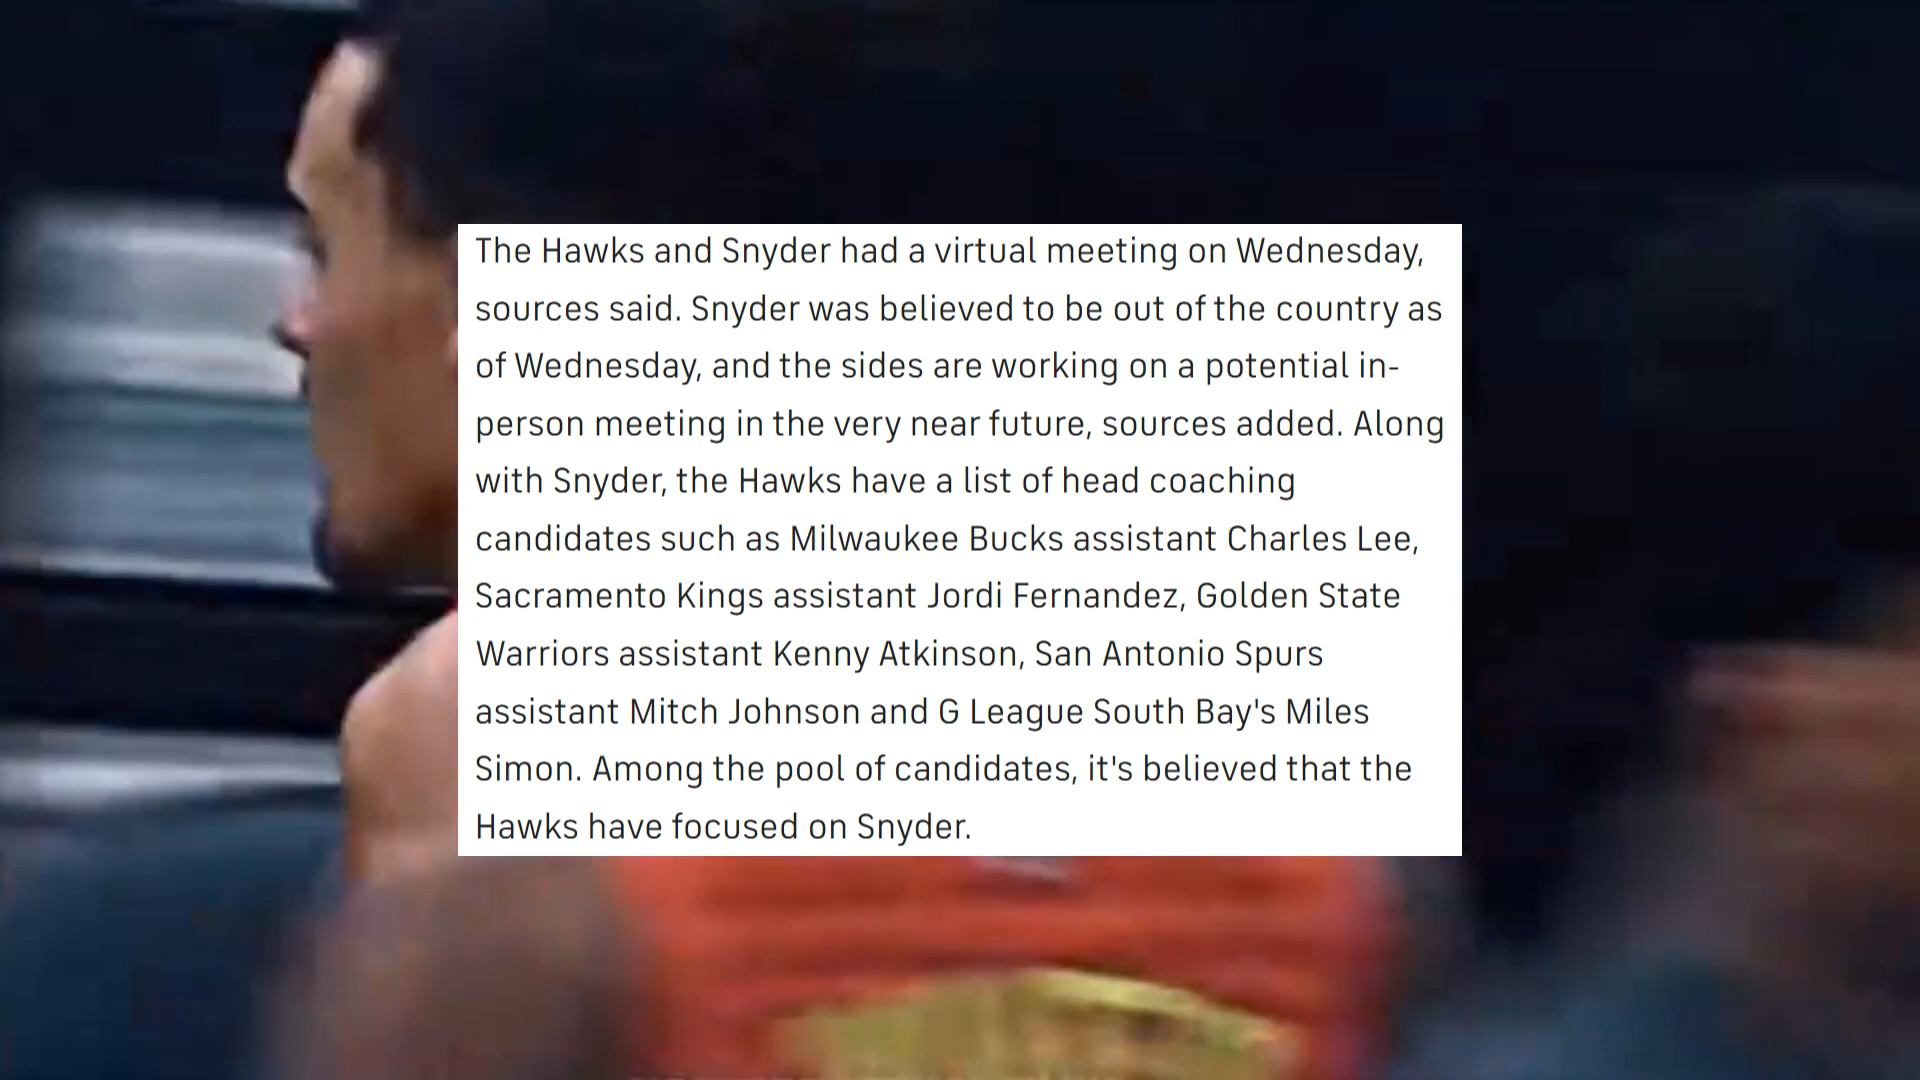 The Hawks and Snyder had a virtual meeting on Wednesday,
sources said. Snyder was believed to be out of the country as
of Wednesday, and the sides are working on a potential in-
person meeting in the very near future, sources added. Along
with Snyder, the Hawks have a list of head coaching
candidates such as Milwaukee Bucks assistant Charles Lee,
Sacramento Kings assistant Jordi Fernandez, Golden State
Warriors assistant Kenny Atkinson, San Antonio Spurs
assistant Mitch Johnson and G League South Bay's Miles
Simon. Among the pool of candidates, it's believed that the
Hawks have focused on Snyder.